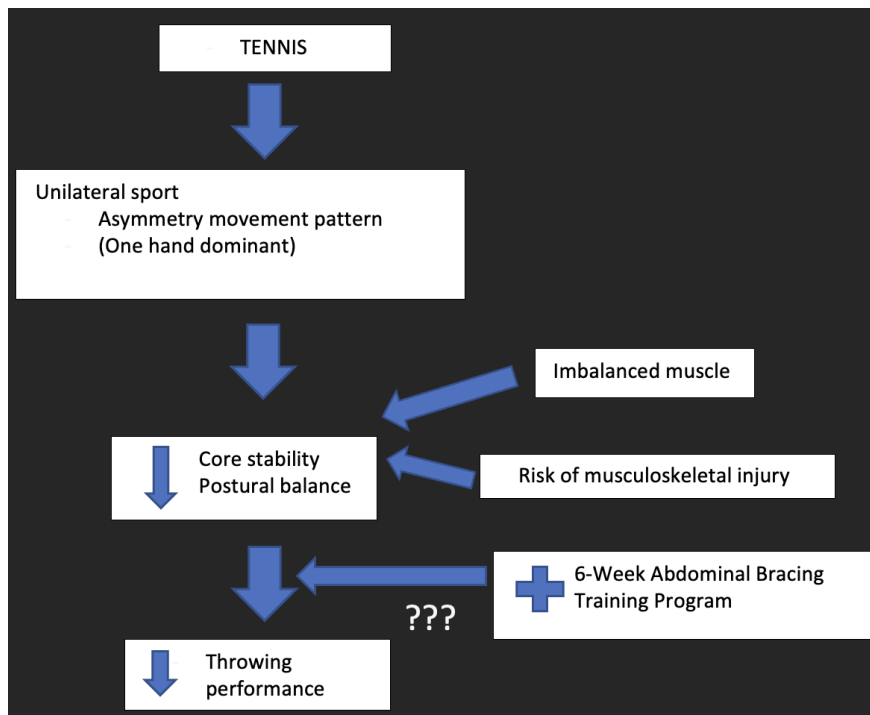 TENNIS
Unilateral sport
Asymmetry movement pattern
(One hand dominant)
Imbalanced muscle
Core stability
Postural balance
Risk of musculoskeletal injury
6-Week Abdominal Bracing
Training Program
???
Throwing
performance